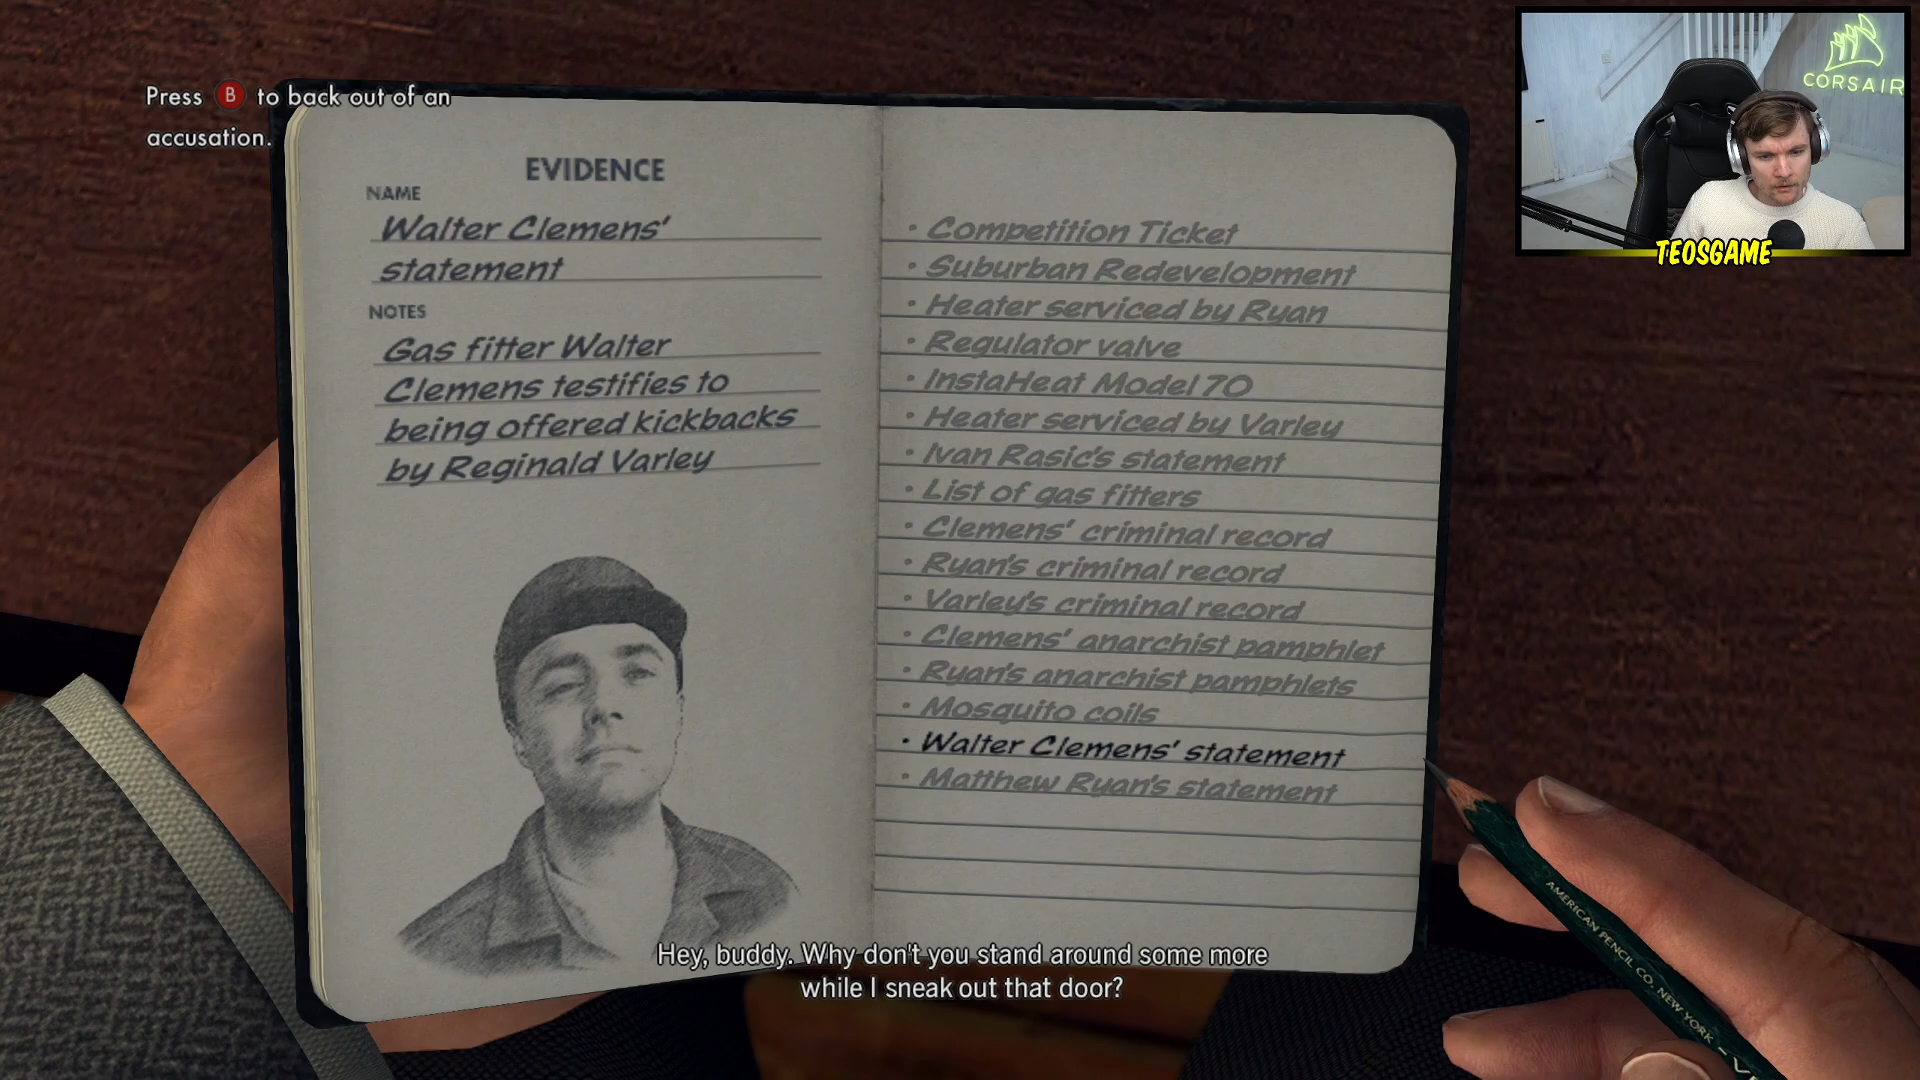 Press B to back out of an
accusation.
EVIDENCE
NAME
Walter Clemens'
statement
NOTES
Gas fitter Walter
Clemens testifies to
being offered kickbacks
by Reginald Varley
• Competition Ticket
• Suburban Redevelopment
• Heater serviced by Ryan
• Regulator valve
• InstaHeat Model 70
• Heater serviced by Varley
• Ivan Rasic's statement
• List of gas fitters
• Clemens' criminal record
• Ryan's criminal record
• Varley's criminal record
• Clemens' anarchist pamphlet
• Ryan's anarchist pamphlets
• Mosquito coils
• Walter Clemens' statement
• Matthew Ryan's statement
Hey, buddy. Why don't you stand around some more
while I sneak out that door?
AMERICAN PENCIL CO. NEW YORK
CORSAIR
TEOSGAME